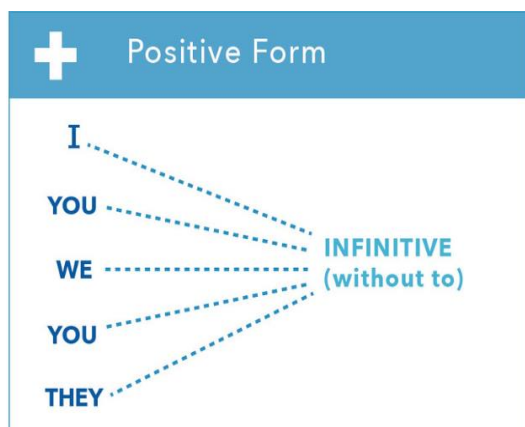 Positive Form
I
YOU
WE
YOU
THEY
INFINITIVE
(without to)